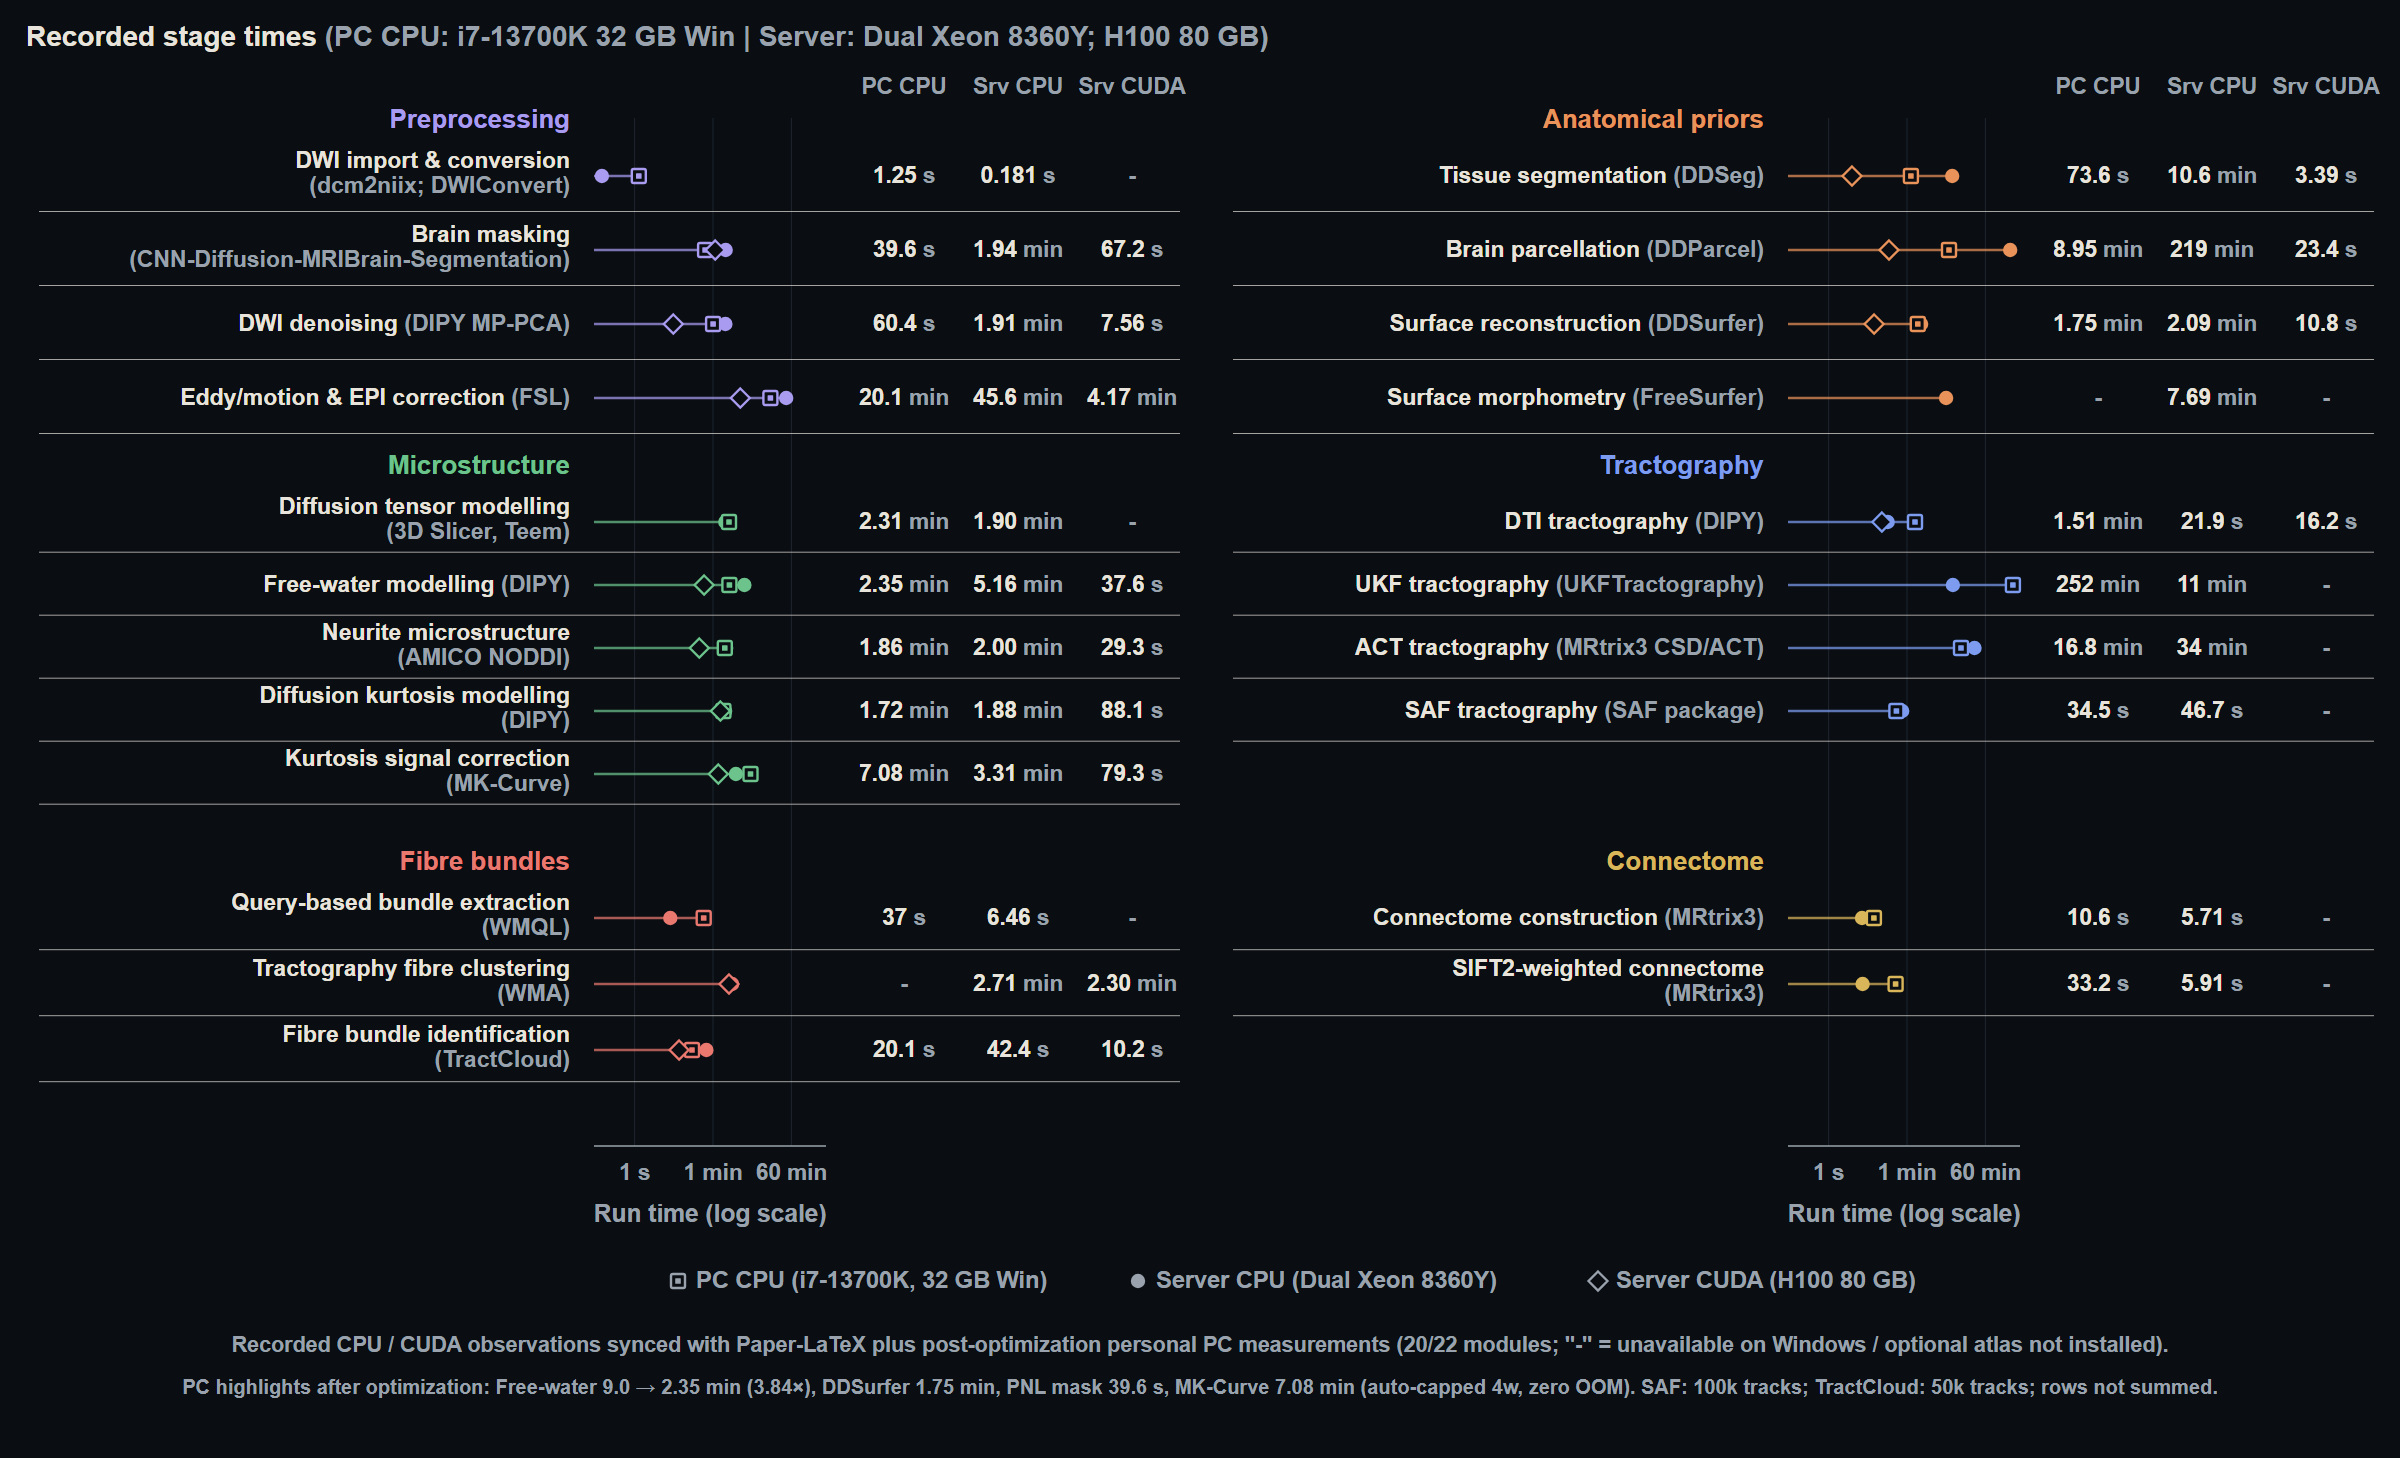 Recorded stage times (PC CPU: i7-13700K 32 GB Win | Server: Dual Xeon 8360Y; H100 80 GB)
PC CPU Srv CPU Srv CUDA
Preprocessing
DWI import & conversion
(dcm2niix; DWIConvert)
1.25 s 0.181 s -
Brain masking
(CNN-Diffusion-MRIBrain-Segmentation)
39.6 s 1.94 min 67.2 s
DWI denoising (DIPY MP-PCA) 60.4 s 1.91 min 7.56 s
Eddy/motion & EPI correction (FSL) 20.1 min 45.6 min 4.17 min
Microstructure
Diffusion tensor modelling
(3D Slicer, Teem)
2.31 min 1.90 min -
Free-water modelling (DIPY) 2.35 min 5.16 min 37.6 s
Neurite microstructure
(AMICO NODDI)
1.86 min 2.00 min 29.3 s
Diffusion kurtosis modelling
(DIPY)
1.72 min 1.88 min 88.1 s
Kurtosis signal correction
(MK-Curve)
7.08 min 3.31 min 79.3 s
Fibre bundles
Query-based bundle extraction
(WMQL)
37 s 6.46 s -
Tractography fibre clustering
(WMA)
- 2.71 min 2.30 min
Fibre bundle identification
(TractCloud)
20.1 s 42.4 s 10.2 s
1 s 1 min 60 min
Run time (log scale)
PC CPU Srv CPU Srv CUDA
Anatomical priors
Tissue segmentation (DDSeg) 73.6 s 10.6 min 3.39 s
Brain parcellation (DDParcel) 8.95 min 219 min 23.4 s
Surface reconstruction (DDSurfer) 1.75 min 2.09 min 10.8 s
Surface morphometry (FreeSurfer) - 7.69 min -
Tractography
DTI tractography (DIPY) 1.51 min 21.9 s 16.2 s
UKF tractography (UKFTractography) 252 min 11 min -
ACT tractography (MRtrix3 CSD/ACT) 16.8 min 34 min -
SAF tractography (SAF package) 34.5 s 46.7 s -
Connectome
Connectome construction (MRtrix3) 10.6 s 5.71 s -
SIFT2-weighted connectome
(MRtrix3)
33.2 s 5.91 s -
1 s 1 min 60 min
Run time (log scale)
PC CPU (i7-13700K, 32 GB Win) Server CPU (Dual Xeon 8360Y) Server CUDA (H100 80 GB)
Recorded CPU / CUDA observations synced with Paper-LaTeX plus post-optimization personal PC measurements (20/22 modules; "-" = unavailable on Windows / optional atlas not installed).
PC highlights after optimization: Free-water 9.0 → 2.35 min (3.84×), DDSurfer 1.75 min, PNL mask 39.6 s, MK-Curve 7.08 min (auto-capped 4w, zero OOM). SAF: 100k tracks; TractCloud: 50k tracks; rows not summed.